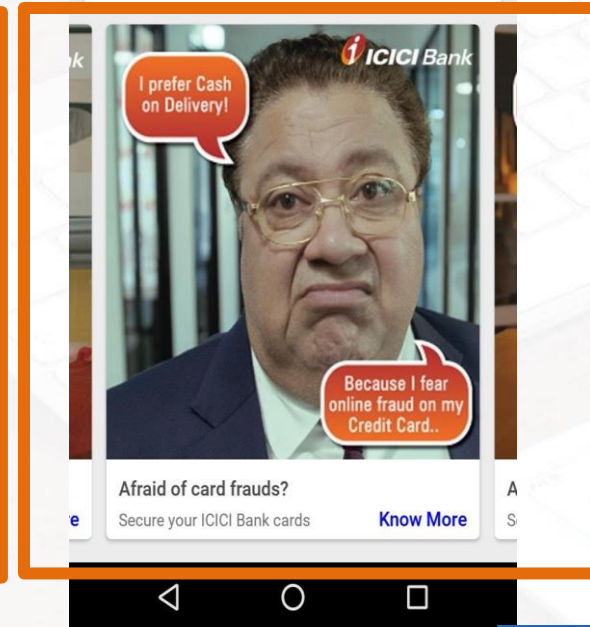 k
ICICI Bank
I prefer Cash
on Delivery!
Because I fear
online fraud on my
Credit Card..
Afraid of card frauds?
A
e
Secure your ICICI Bank cards
Know More
S